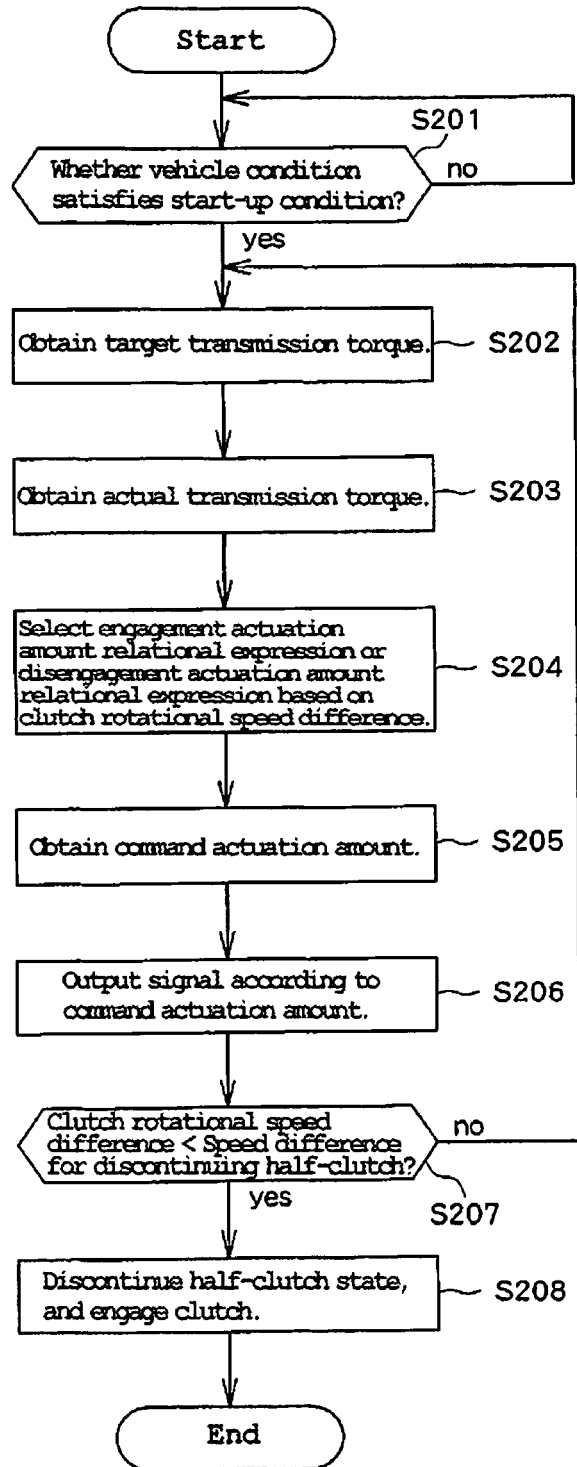 Start
S201
Whether vehicle condition
satisfies start-up condition?
no
yes
Obtain target transmission torque.
S202
Obtain actual transmission torque.
S203
Select engagement actuation
amount relational expression or
disengagement actuation amount
relational expression based on
clutch rotational speed difference.
S204
Obtain command actuation amount.
S205
Output signal according to
command actuation amount.
S206
Clutch rotational speed
difference < Speed difference
for discontinuing half-clutch?
no
yes
S207
Discontinue half-clutch state,
and engage clutch.
S208
End